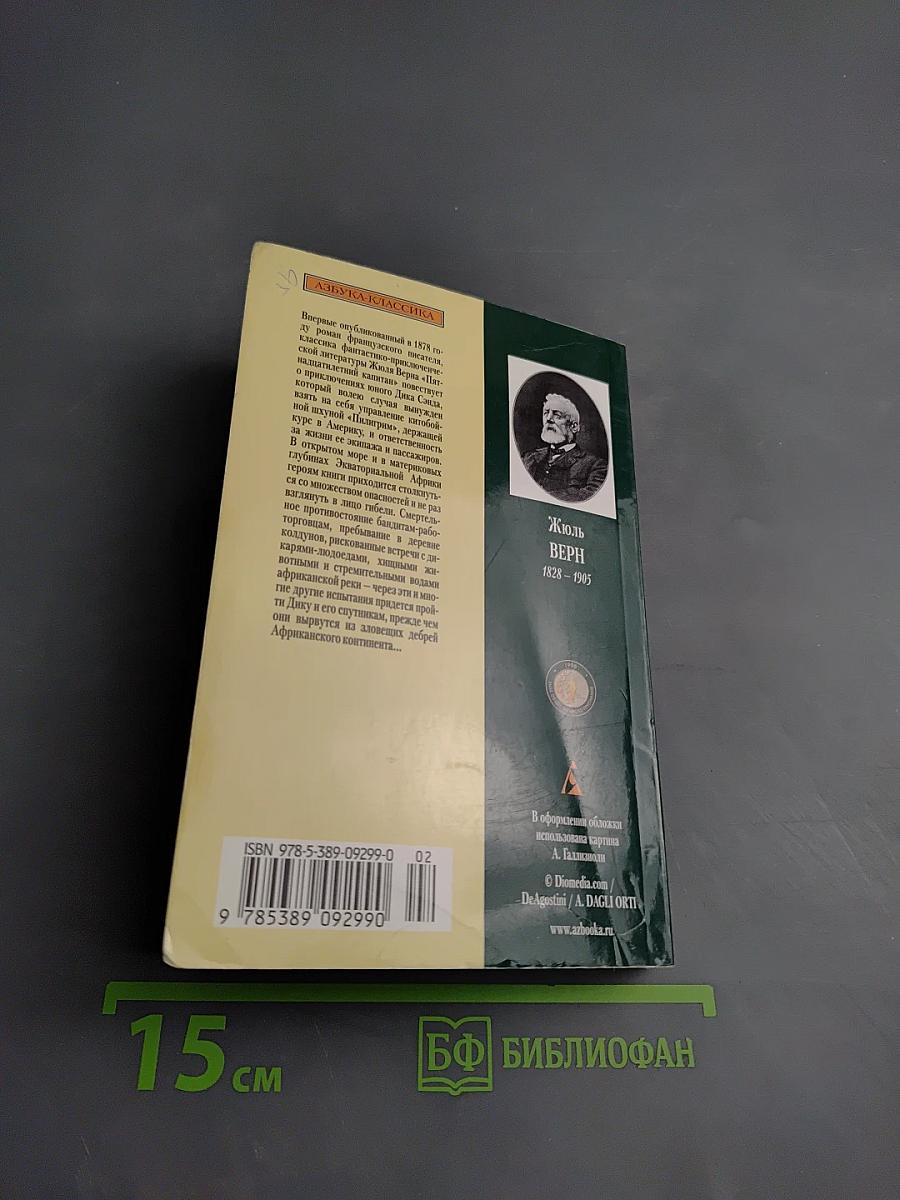 АЗБУКА-КЛАССИКА
Впервые опубликованный в 1878 го-
ду роман французского писателя,
классика фантастико-приключенче-
ской литературы Жюля Верна «Пят-
надцатилетний капитан» повествует
о приключениях юного Дика Сэнда,
который волею случая вынужден
взять на себя управление китобой-
ной шхуной «Пилигрим», держащей
курс в Америку, и ответственность
за жизни ее экипажа и пассажиров.
В открытом море и в материковых
глубинах Экваториальной Африки
героям книги приходится столкнуть-
ся со множеством опасностей и не раз
взглянуть в лицо гибели. Смертель-
ное противостояние бандитам-рабо-
торговцам, пребывание в деревне
колдунов, рискованные встречи с ди-
карями-людоедами, хищными жи-
вотными и стремительными водами
африканской реки — через эти и мно-
гие другие испытания придется прой-
ти Дику и его спутникам, прежде чем
они вырвутся из зловещих дебрей
Африканского континента...
ISBN 978-5-389-09299-0
02
9 785389 092990
Жюль
ВЕРН
1828 – 1905
В оформлении обложки
использована картина
А. Галлизиоли
© Diomedia.com /
DeAgostini / A. DAGLI ORTI
www.azbooka.ru
15 см
БФ БИБЛИОФАН